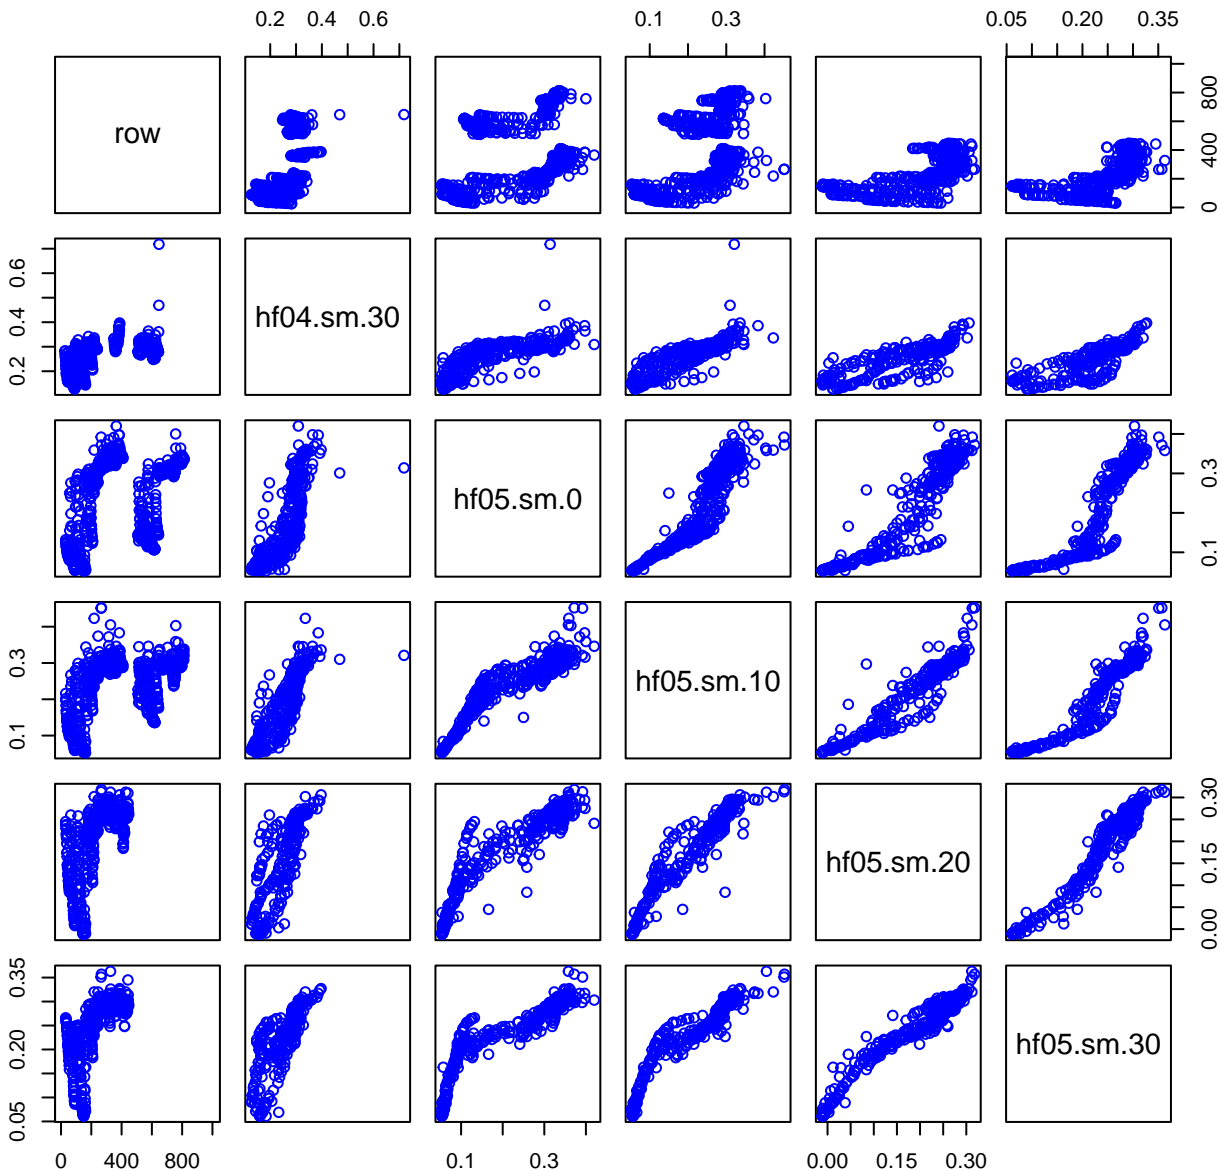 0.2 0.4 0.6 0.1 0.3 0.05 0.20 0.35
row 0 400 800
0.2 0.4 0.6 hf04.sm.30
hf05.sm.0 0.1 0.3
0.1 0.3 hf05.sm.10
hf05.sm.20 0.00 0.15 0.30
0.05 0.20 0.35 hf05.sm.30
0 400 800 0.1 0.3 0.00 0.15 0.30